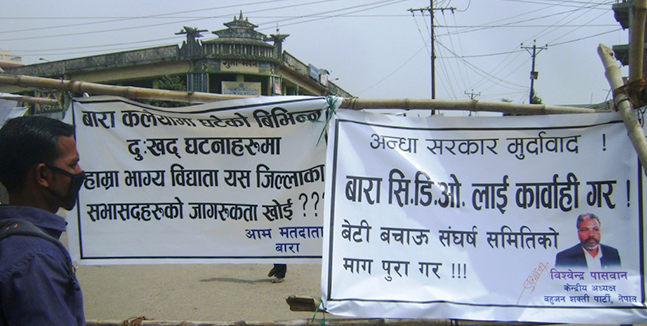 बारा कलैयामा घटेको बिभिन्न
दुःखद् घटनाहरूमा
हाम्रा भाग्य विद्याता यस जिल्लाका
सभासदहरुको जागरुकता खोई ???
आम मतदाता
बारा
अन्धा सरकार मुर्दावाद !
बारा सि.डि.ओ. लाई कार्वाही गर !
बेटी बचाऊ संघर्ष समितिको
माग पुरा गर !!!
विश्वेन्द्र पासवान
केन्द्रीय अध्यक्ष
बहुजन शक्ती पार्टी, नेपाल